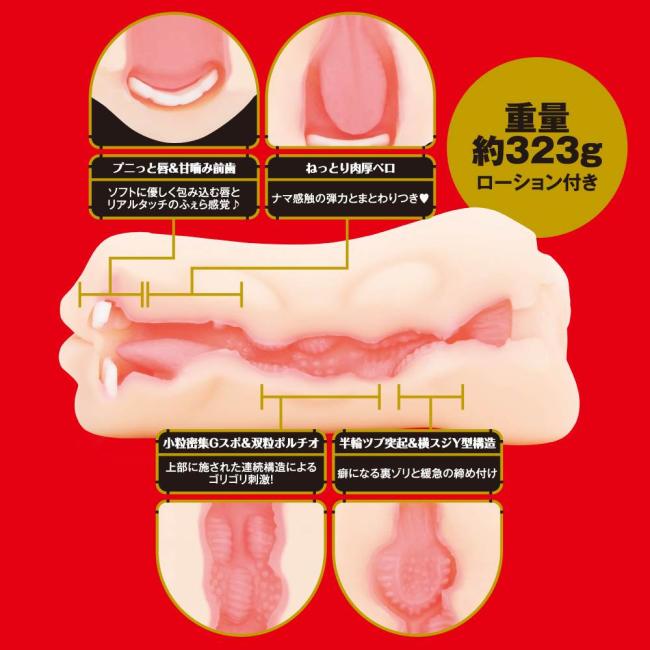 重量
約323g
ローション付き
プニっと唇&甘噛み前歯
ソフトに優しく包み込む唇と
リアルタッチのふぇら感覚♪
ねっとり肉厚ベロ
ナマ感触の弾力とまとわりつき♥
小粒密集Gスポ&双粒ポルチオ
上部に施された連続構造による
ゴリゴリ刺激!
半輪ツブ突起&横スジY型構造
癖になる裏ゾリと緩急の締め付け